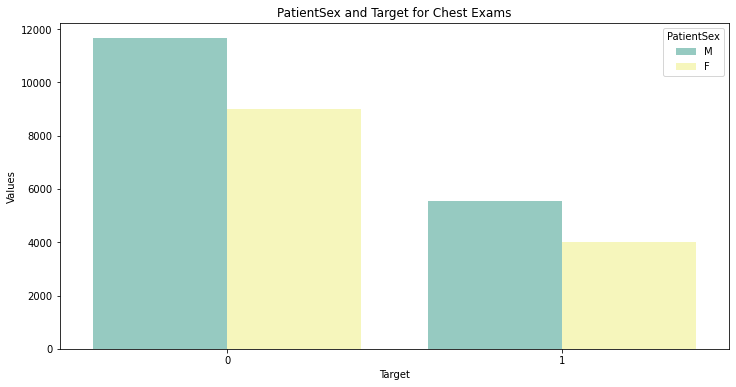 PatientSex and Target for Chest Exams
PatientSex
M
F
12000
10000
8000
6000
4000
2000
0
Values
0
1
Target